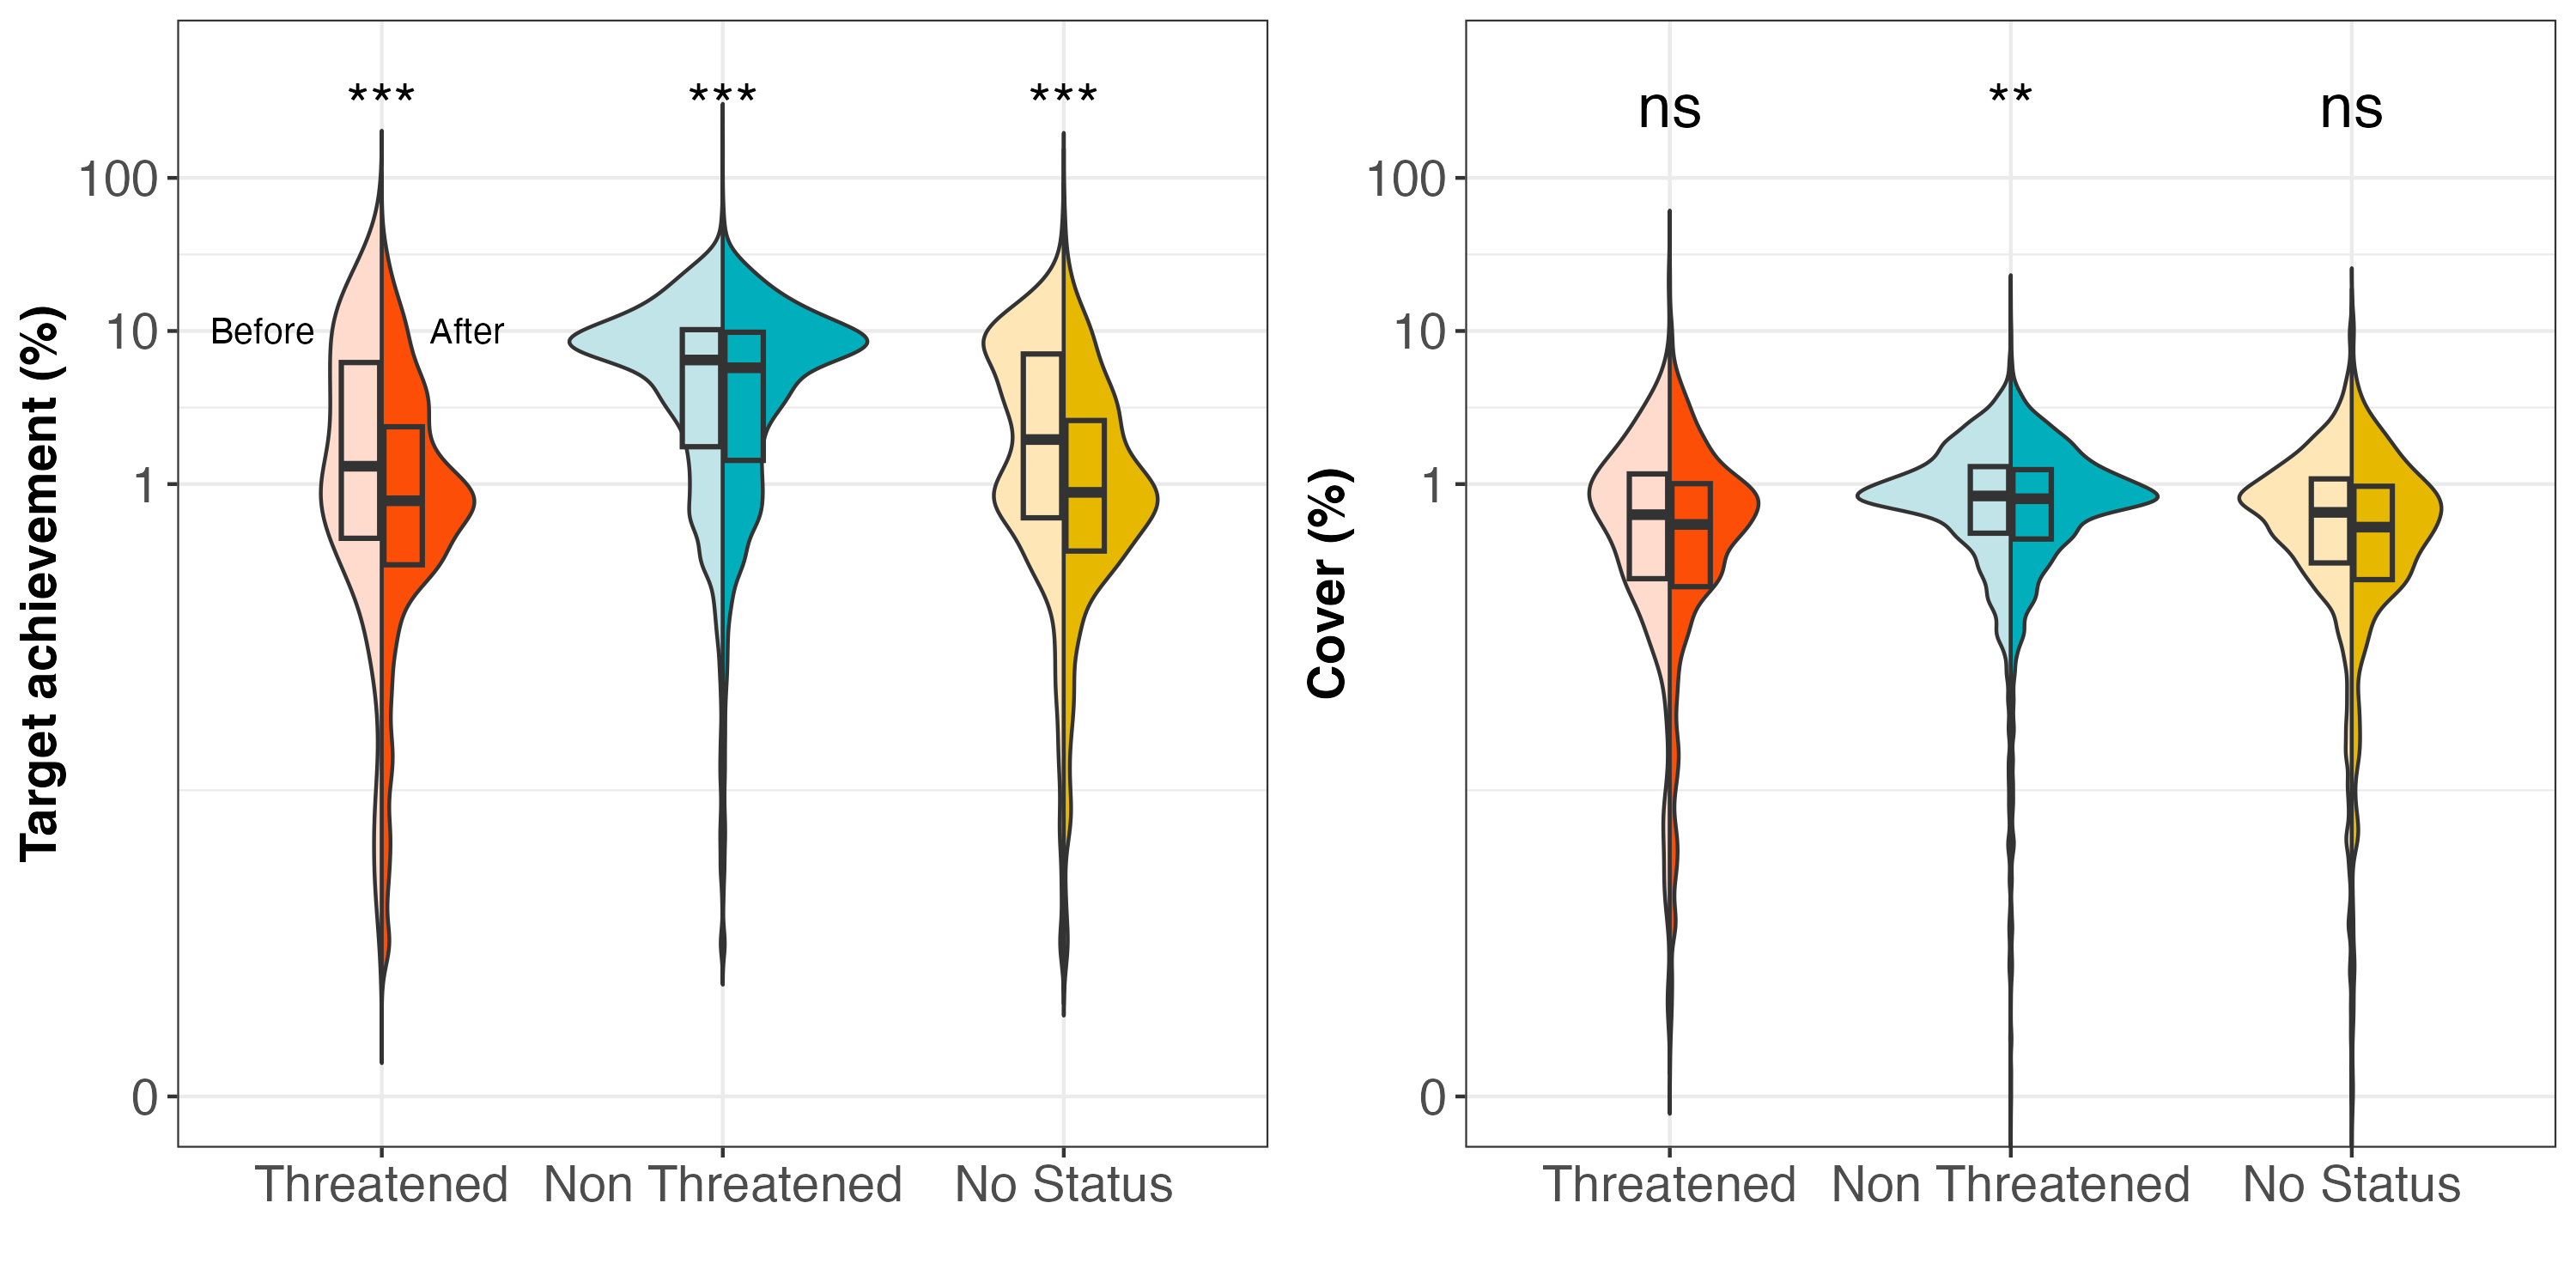 Target achievement (%)
100
10
1
0
***
***
***
Before
After
Threatened
Non Threatened
No Status
Cover (%)
100
10
1
0
ns
**
ns
Threatened
Non Threatened
No Status